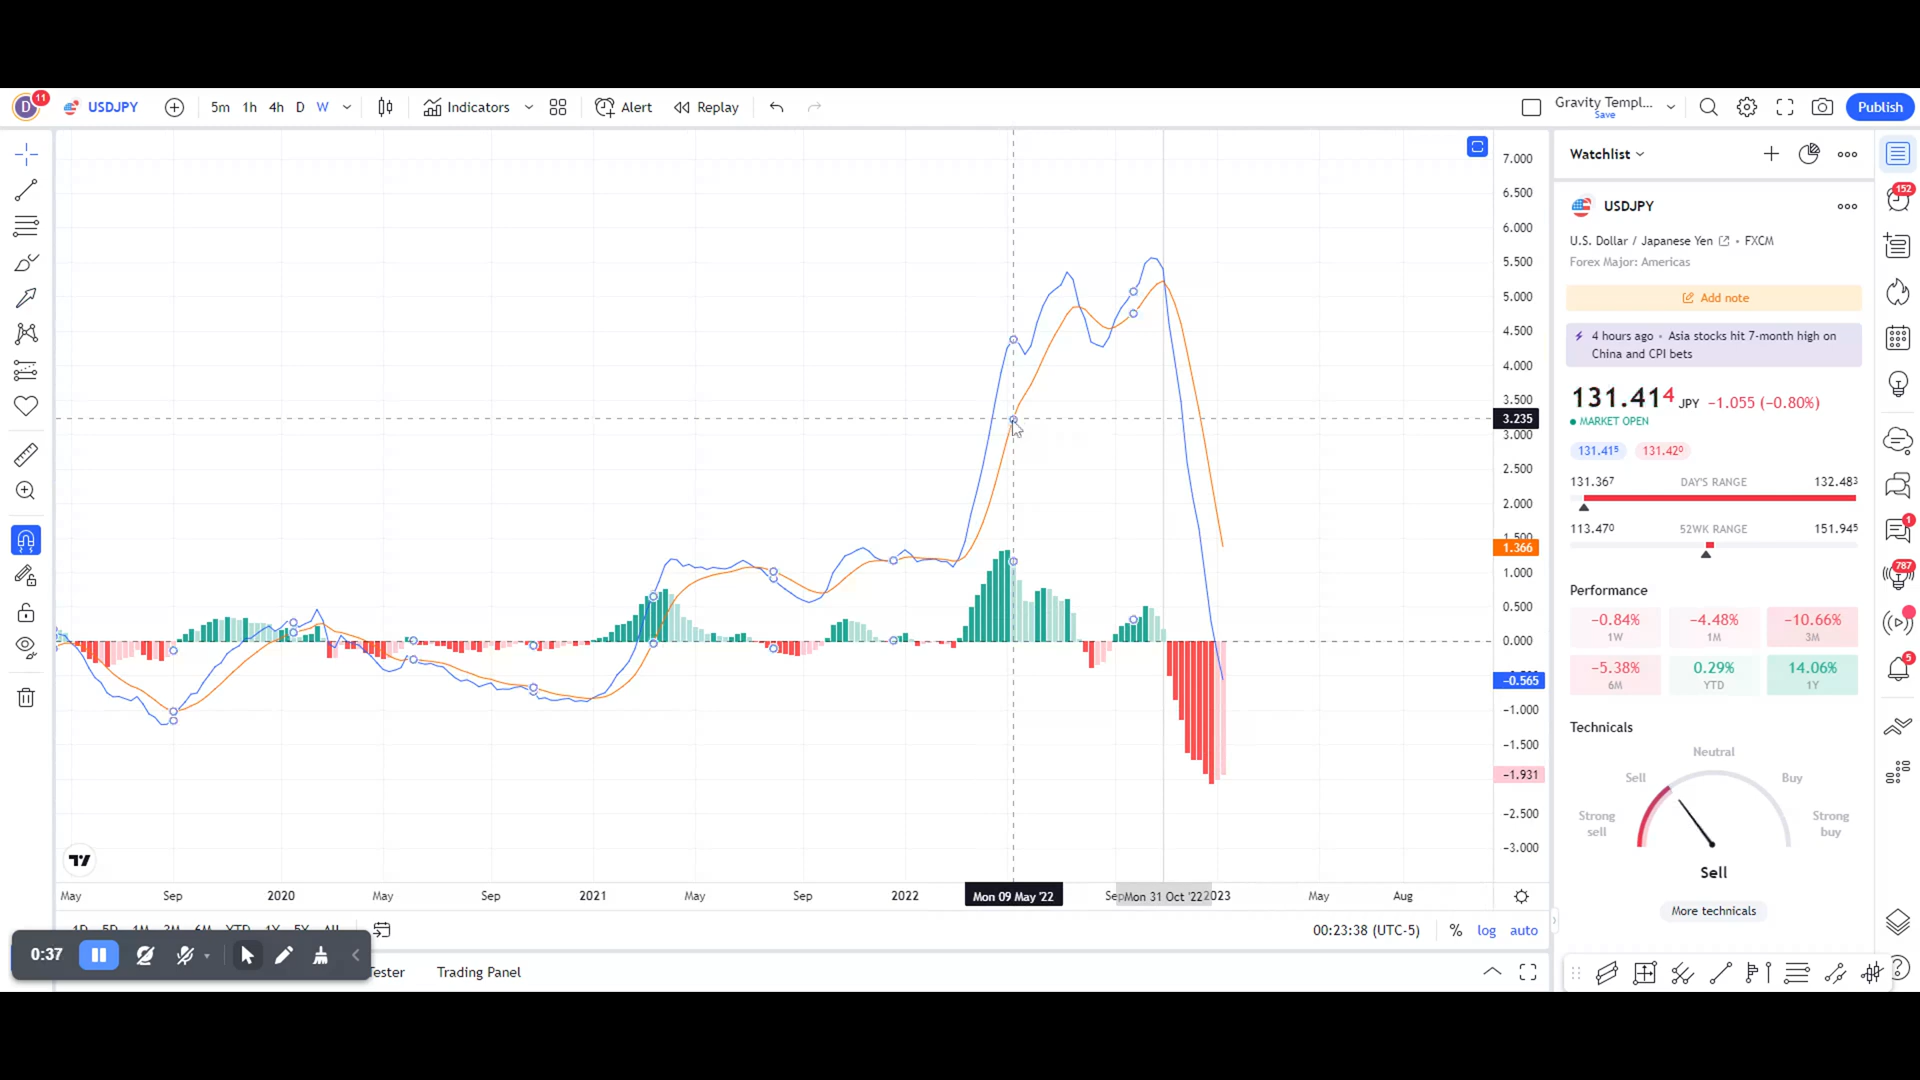 D 11 USDJPY 5m 1h 4h D W Indicators Alert Replay Gravity Templ... Save Publish
7.000
6.500
6.000
5.500
5.000
4.500
4.000
3.500
3.235
3.000
2.500
2.000
1.366
1.000
0.500
0.000
-0.565
-1.000
-1.500
-1.931
-2.500
-3.000
May Sep 2020 May Sep 2021 May Sep 2022 Mon 09 May '22 Sep Mon 31 Oct '22 2023 May Aug
00:23:38 (UTC-5) % log auto
0:37
Tester Trading Panel
Watchlist
USDJPY
U.S. Dollar / Japanese Yen • FXCM
Forex Major: Americas
Add note
4 hours ago • Asia stocks hit 7-month high on
China and CPI bets
131.414 JPY −1.055 (−0.80%)
MARKET OPEN
131.415 131.420
131.367 DAY'S RANGE 132.483
113.470 52WK RANGE 151.945
Performance
−0.84% −4.48% −10.66%
1W 1M 3M
−5.38% 0.29% 14.06%
6M YTD 1Y
Technicals
Neutral
Sell Buy
Strong sell Strong buy
Sell
More technicals
152
1
787
5